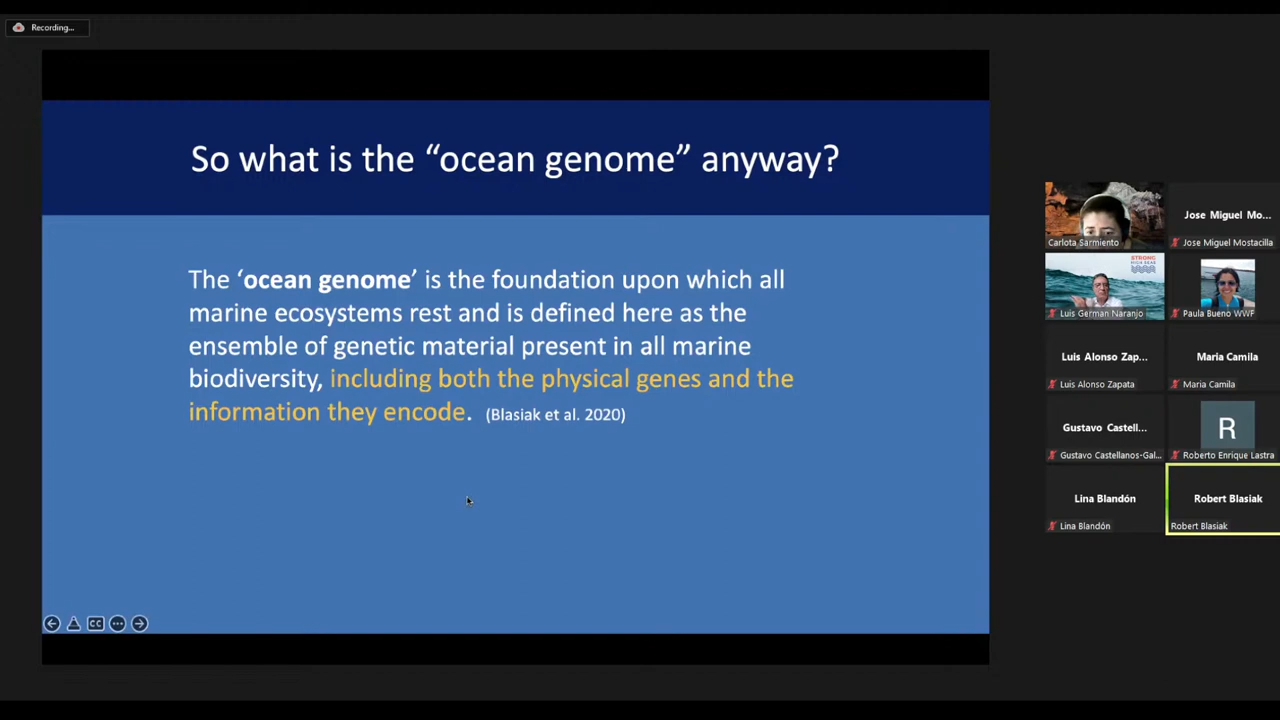 Recording...
So what is the “ocean genome” anyway?
The ‘ocean genome’ is the foundation upon which all
marine ecosystems rest and is defined here as the
ensemble of genetic material present in all marine
biodiversity, including both the physical genes and the
information they encode. (Blasiak et al. 2020)
CC
Carlota Sarmiento
Jose Miguel Mo...
Jose Miguel Mostacilla
STRONG
HIGH SEAS
Luis German Naranjo
Paula Bueno WWF
Luis Alonso Zap...
Luis Alonso Zapata
Maria Camila
Maria Camila
Gustavo Castell...
Gustavo Castellanos-Gal...
R
Roberto Enrique Lastra
Lina Blandón
Lina Blandón
Robert Blasiak
Robert Blasiak